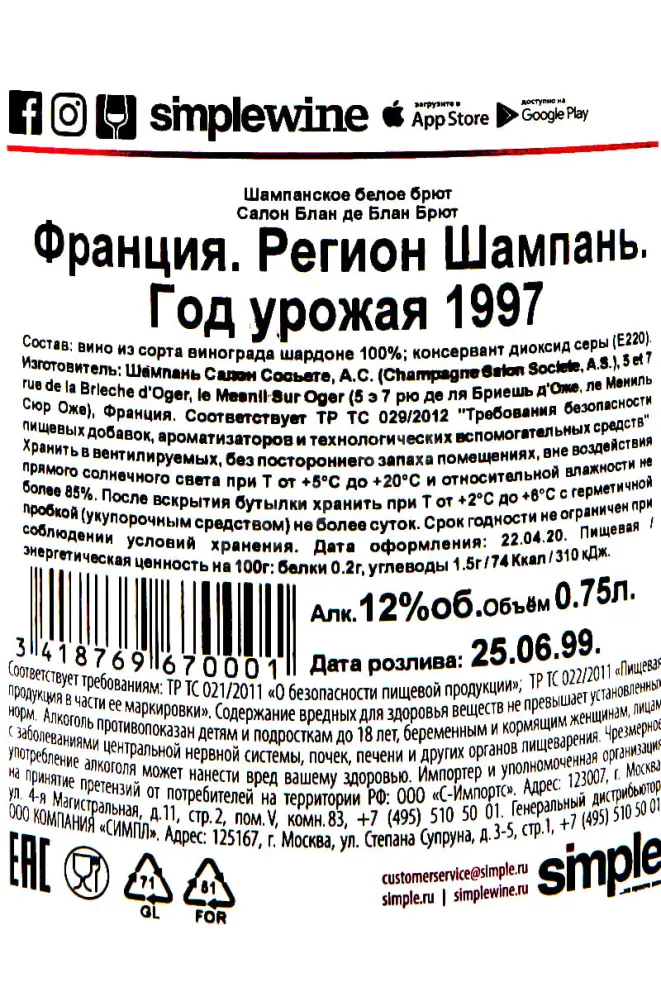 simplewine загрузите в App Store доступно на Google Play
Шампанское белое брют
Салон Блан де Блан Брют
Франция. Регион Шампань.
Год урожая 1997
Состав: вино из сорта винограда шардоне 100%; консервант диоксид серы (Е220).
Изготовитель: Шёмпань Салон Сосьете, А.С. (Champagne Salon Societe, A.S.), 5 et 7
rue de la Brieche d'Oger, le Mesnil Sur Oger (5 э 7 рю де ля Бриешь д'Оже, ле Мениль
Сюр Оже), Франция. Соответствует ТР ТС 029/2012 "Требования безопасности
пищевых добавок, ароматизаторов и технологических вспомогательных средств"
Хранить в вентилируемых, без постороннего запаха помещениях, вне воздействия
прямого солнечного света при Т от +5°С до +20°С и относительной влажности не
более 85%. После вскрытия бутылки хранить при Т от +2°С до +6°С с герметичной
пробкой (укупорочным средством) не более суток. Срок годности не ограничен при
соблюдении условий хранения. Дата оформления: 22.04.20. Пищевая /
энергетическая ценность на 100г: белки 0.2г, углеводы 1.5г / 74 Ккал / 310 кДж.
Алк. 12%об. Объём 0.75л.
3 418769 670001
Дата розлива: 25.06.99.
Соответствует требованиям: ТР ТС 021/2011 «О безопасности пищевой продукции»; ТР ТС 022/2011 «Пищевая
продукция в части ее маркировки». Содержание вредных для здоровья веществ не превышает установленных
норм. Алкоголь противопоказан детям и подросткам до 18 лет, беременным и кормящим женщинам, лицам
с заболеваниями центральной нервной системы, почек, печени и других органов пищеварения. Чрезмерное
употребление алкоголя может нанести вред вашему здоровью. Импортер и уполномоченная организация
на принятие претензий от потребителей на территории РФ: ООО «С-Импортс». Адрес: 123007, г. Москва,
ул. 4-я Магистральная, д.11, стр.2, пом.V, комн.83, +7 (495) 510 50 01. Генеральный дистрибьютор
ООО КОМПАНИЯ «СИМПЛ». Адрес: 125167, г. Москва, ул. Степана Супруна, д.3-5, стр.1, +7 (495) 510 50 01
EAC 71 GL 81 FOR
customerservice@simple.ru
simple.ru | simplewine.ru
simple